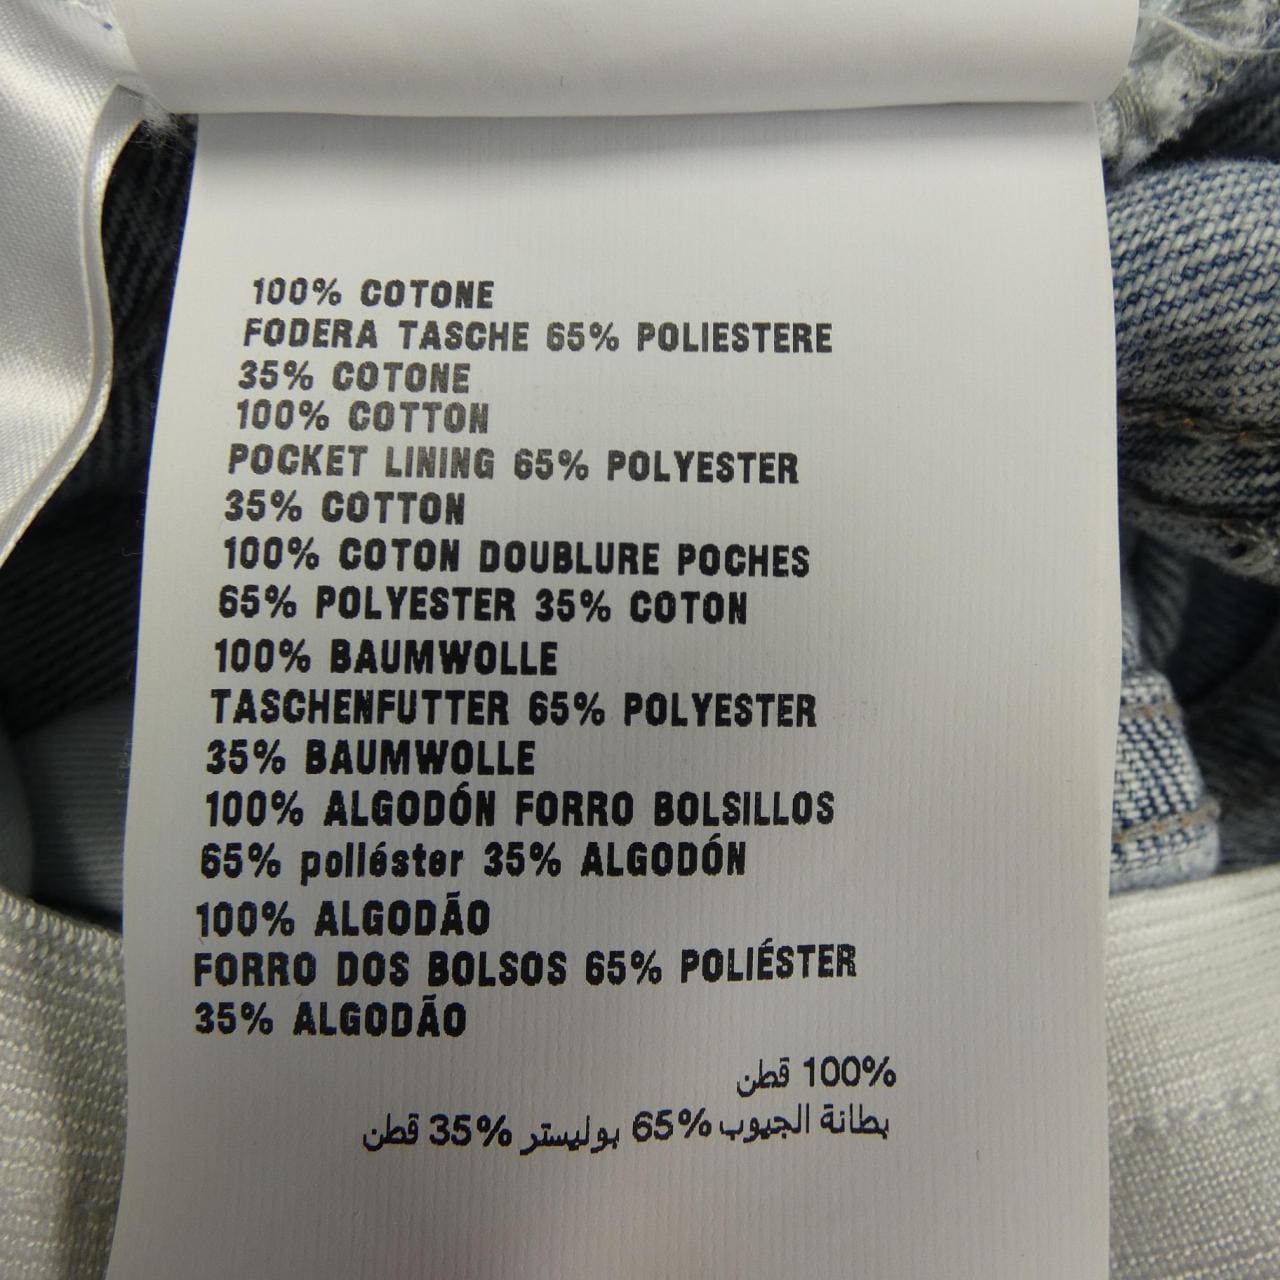 100% COTONE
FODERA TASCHE 65% POLIESTERE
35% COTONE
100% COTTON
POCKET LINING 65% POLYESTER
35% COTTON
100% COTON DOUBLURE POCHES
65% POLYESTER 35% COTON
100% BAUMWOLLE
TASCHENFUTTER 65% POLYESTER
35% BAUMWOLLE
100% ALGODÓN FORRO BOLSILLOS
65% poliéster 35% ALGODÓN
100% ALGODÃO
FORRO DOS BOLSOS 65% POLIÉSTER
35% ALGODÃO
100% قطن
بطانة الجيوب 65% بوليستر 35% قطن